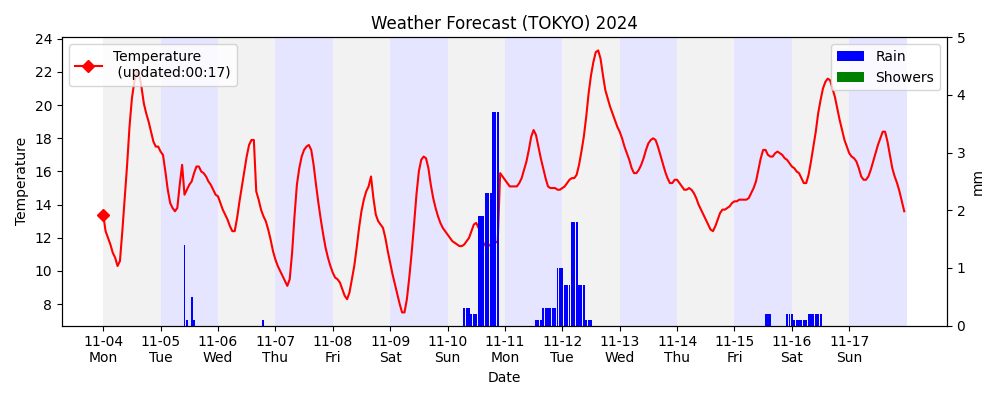 Weather Forecast (TOKYO) 2024
Temperature
(updated:00:17)
Rain
Showers
Temperature
24
22
20
18
16
14
12
10
8
5
4
3
2
1
0
mm
11-04 11-05 11-06 11-07 11-08 11-09 11-10 11-11 11-12 11-13 11-14 11-15 11-16 11-17
Mon Tue Wed Thu Fri Sat Sun Mon Tue Wed Thu Fri Sat Sun
Date